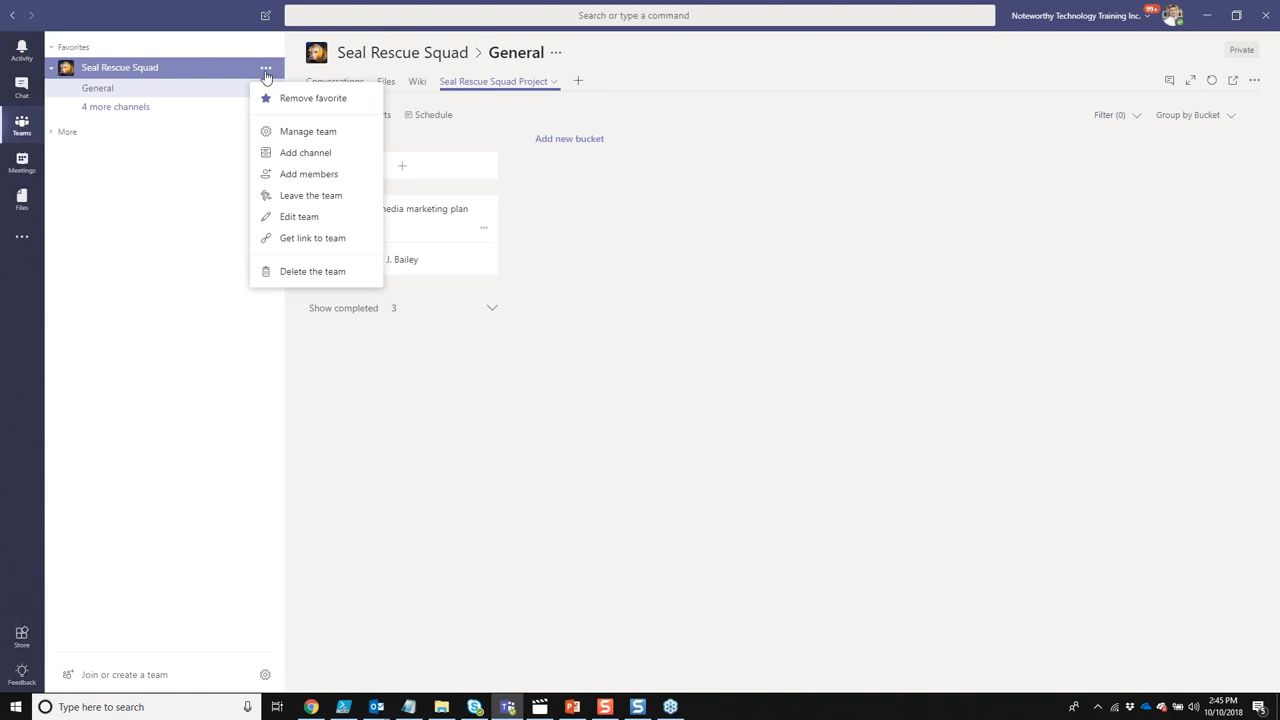 Search or type a command
Noteworthy Technology Training Inc.
99+
Activity
Chat
Teams
Meetings
Files
Store
Feedback
Favorites
Seal Rescue Squad
General
4 more channels
More
Join or create a team
Remove favorite
Manage team
Add channel
Add members
Leave the team
Edit team
Get link to team
Delete the team
Seal Rescue Squad > General
Private
Conversations Files Wiki Seal Rescue Squad Project
Schedule
Filter (0) Group by Bucket
Add new bucket
media marketing plan
J. Bailey
Show completed 3
Type here to search
2:45 PM
10/10/2018